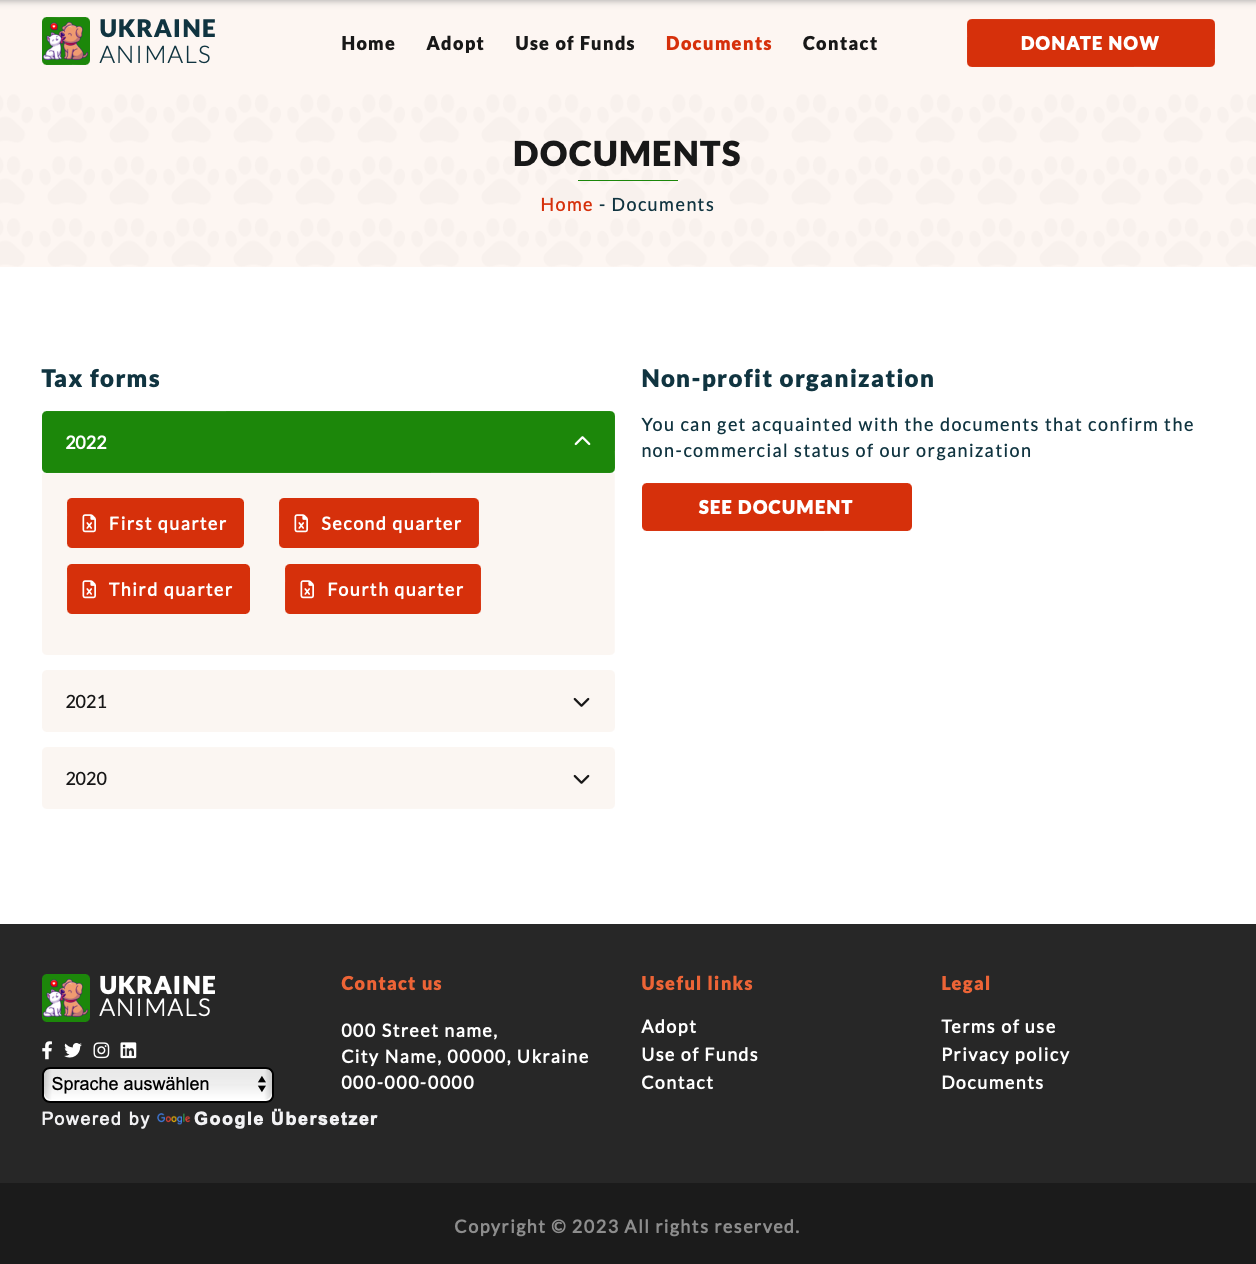 UKRAINE
ANIMALS
Home
Adopt
Use of Funds
Documents
Contact
DONATE NOW
DOCUMENTS
Home - Documents
Tax forms
2022
First quarter
Second quarter
Third quarter
Fourth quarter
2021
2020
Non-profit organization
You can get acquainted with the documents that confirm the
non-commercial status of our organization
SEE DOCUMENT
UKRAINE
ANIMALS
Sprache auswählen
Powered by Google Google Übersetzer
Contact us
000 Street name,
City Name, 00000, Ukraine
000-000-0000
Useful links
Adopt
Use of Funds
Contact
Legal
Terms of use
Privacy policy
Documents
Copyright © 2023 All rights reserved.